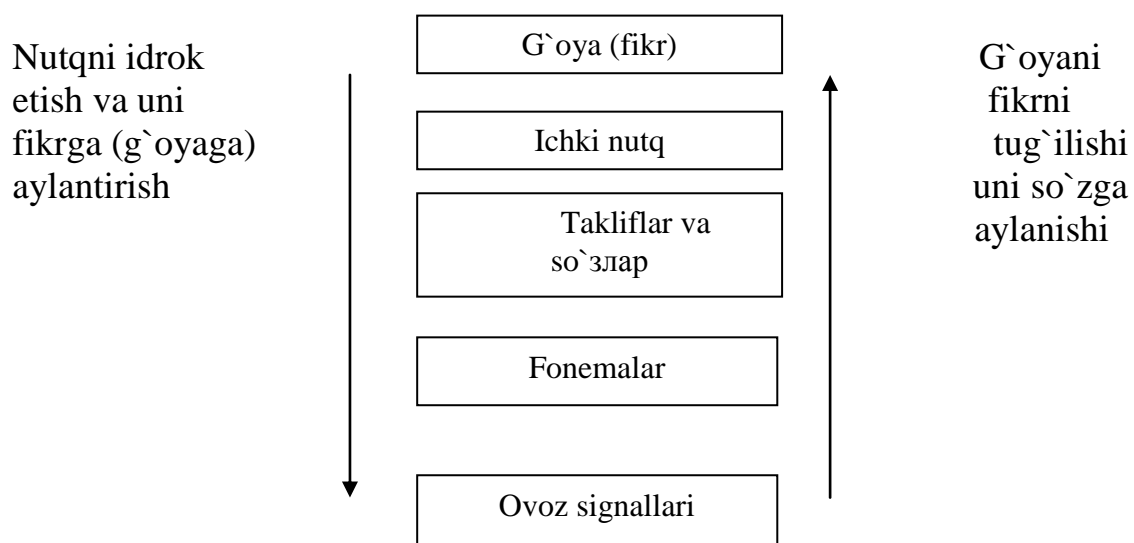 Nutqni idrok
etish va uni
fikrga (g`oyaga)
aylantirish
G`oya (fikr)
Ichki nutq
Takliflar va
so`злар
Fonemalar
Ovoz signallari
G`oyani
fikrni
tug`ilishi
uni so`zga
aylanishi